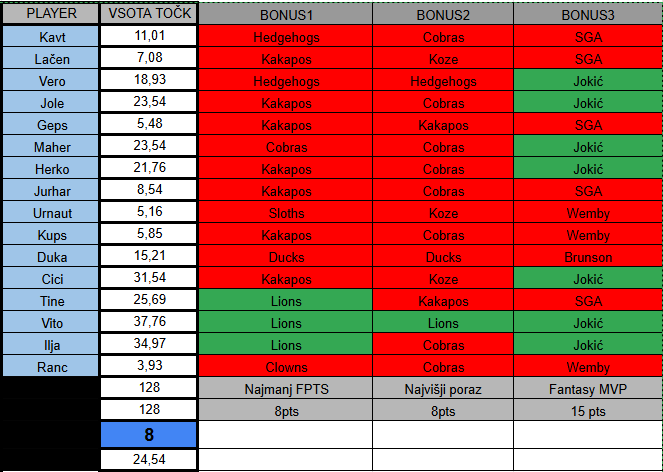 PLAYER VSOTA TOČK BONUS1 BONUS2 BONUS3
Kavt 11,01 Hedgehogs Cobras SGA
Lačen 7,08 Kakapos Koze SGA
Vero 18,93 Hedgehogs Hedgehogs Jokić
Jole 23,54 Kakapos Cobras Jokić
Geps 5,48 Kakapos Kakapos SGA
Maher 23,54 Cobras Cobras Jokić
Herko 21,76 Kakapos Cobras Jokić
Jurhar 8,54 Kakapos Cobras SGA
Urnaut 5,16 Sloths Koze Wemby
Kups 5,85 Kakapos Cobras Wemby
Duka 15,21 Ducks Ducks Brunson
Cici 31,54 Kakapos Koze Jokić
Tine 25,69 Lions Kakapos SGA
Vito 37,76 Lions Lions Jokić
Ilja 34,97 Lions Cobras Jokić
Ranc 3,93 Clowns Cobras Wemby
128 Najmanj FPTS Najvišji poraz Fantasy MVP
128 8pts 8pts 15 pts
8
24,54